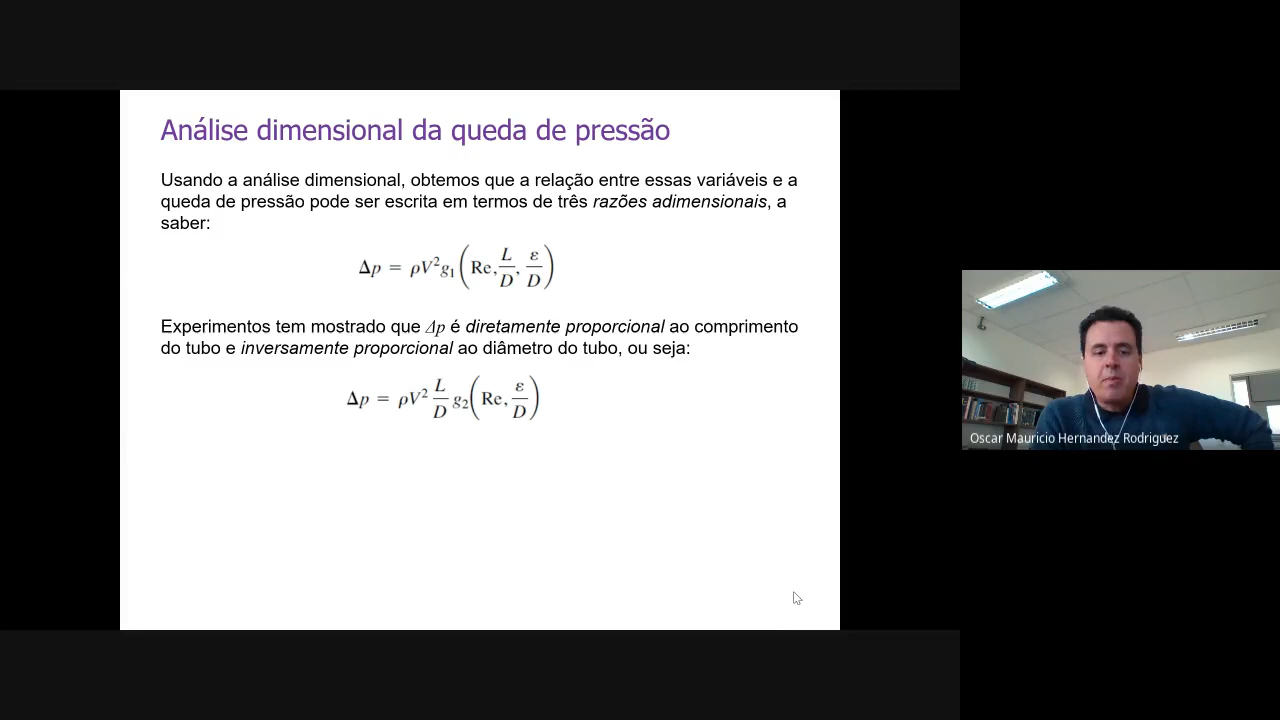 Análise dimensional da queda de pressão
Usando a análise dimensional, obtemos que a relação entre essas variáveis e a
queda de pressão pode ser escrita em termos de três razões adimensionais, a
saber:
Δp = ρV²g₁(Re, L/D, ε/D)
Experimentos tem mostrado que Δp é diretamente proporcional ao comprimento
do tubo e inversamente proporcional ao diâmetro do tubo, ou seja:
Δp = ρV² L/D g₂(Re, ε/D)
Oscar Mauricio Hernandez Rodriguez